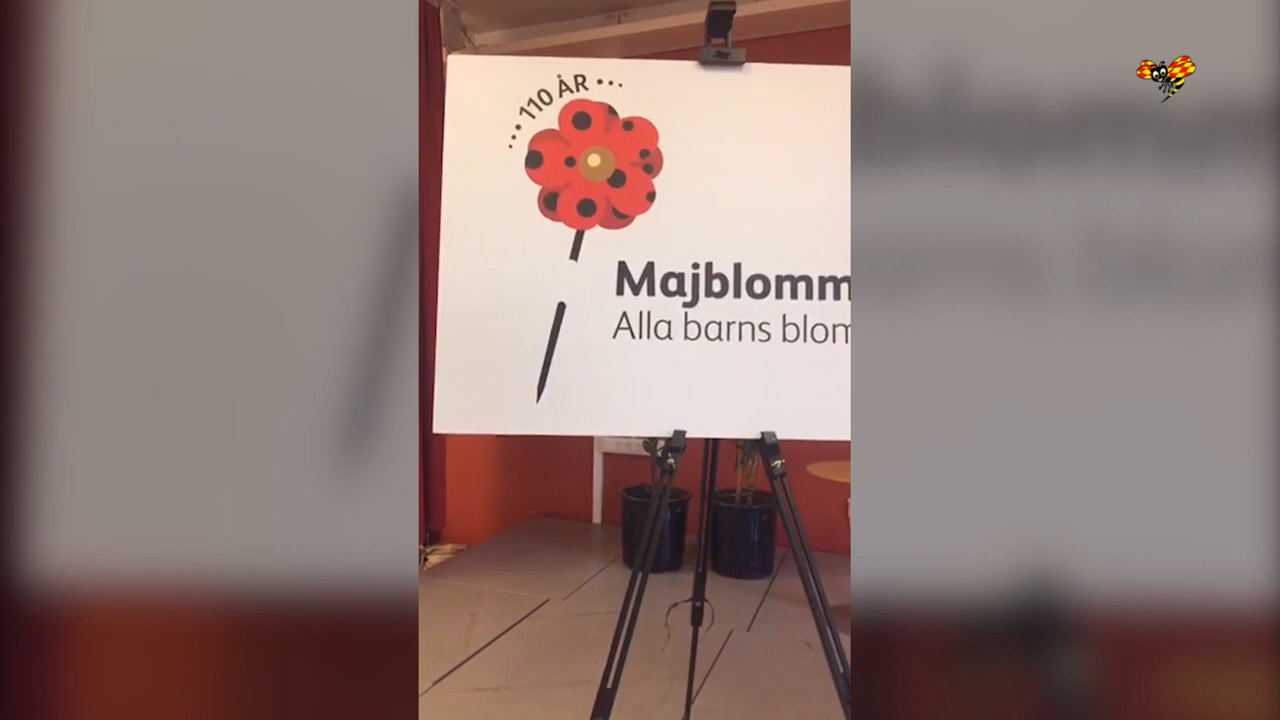 ••• 110 ÅR •••
Majblomm
Alla barns blom